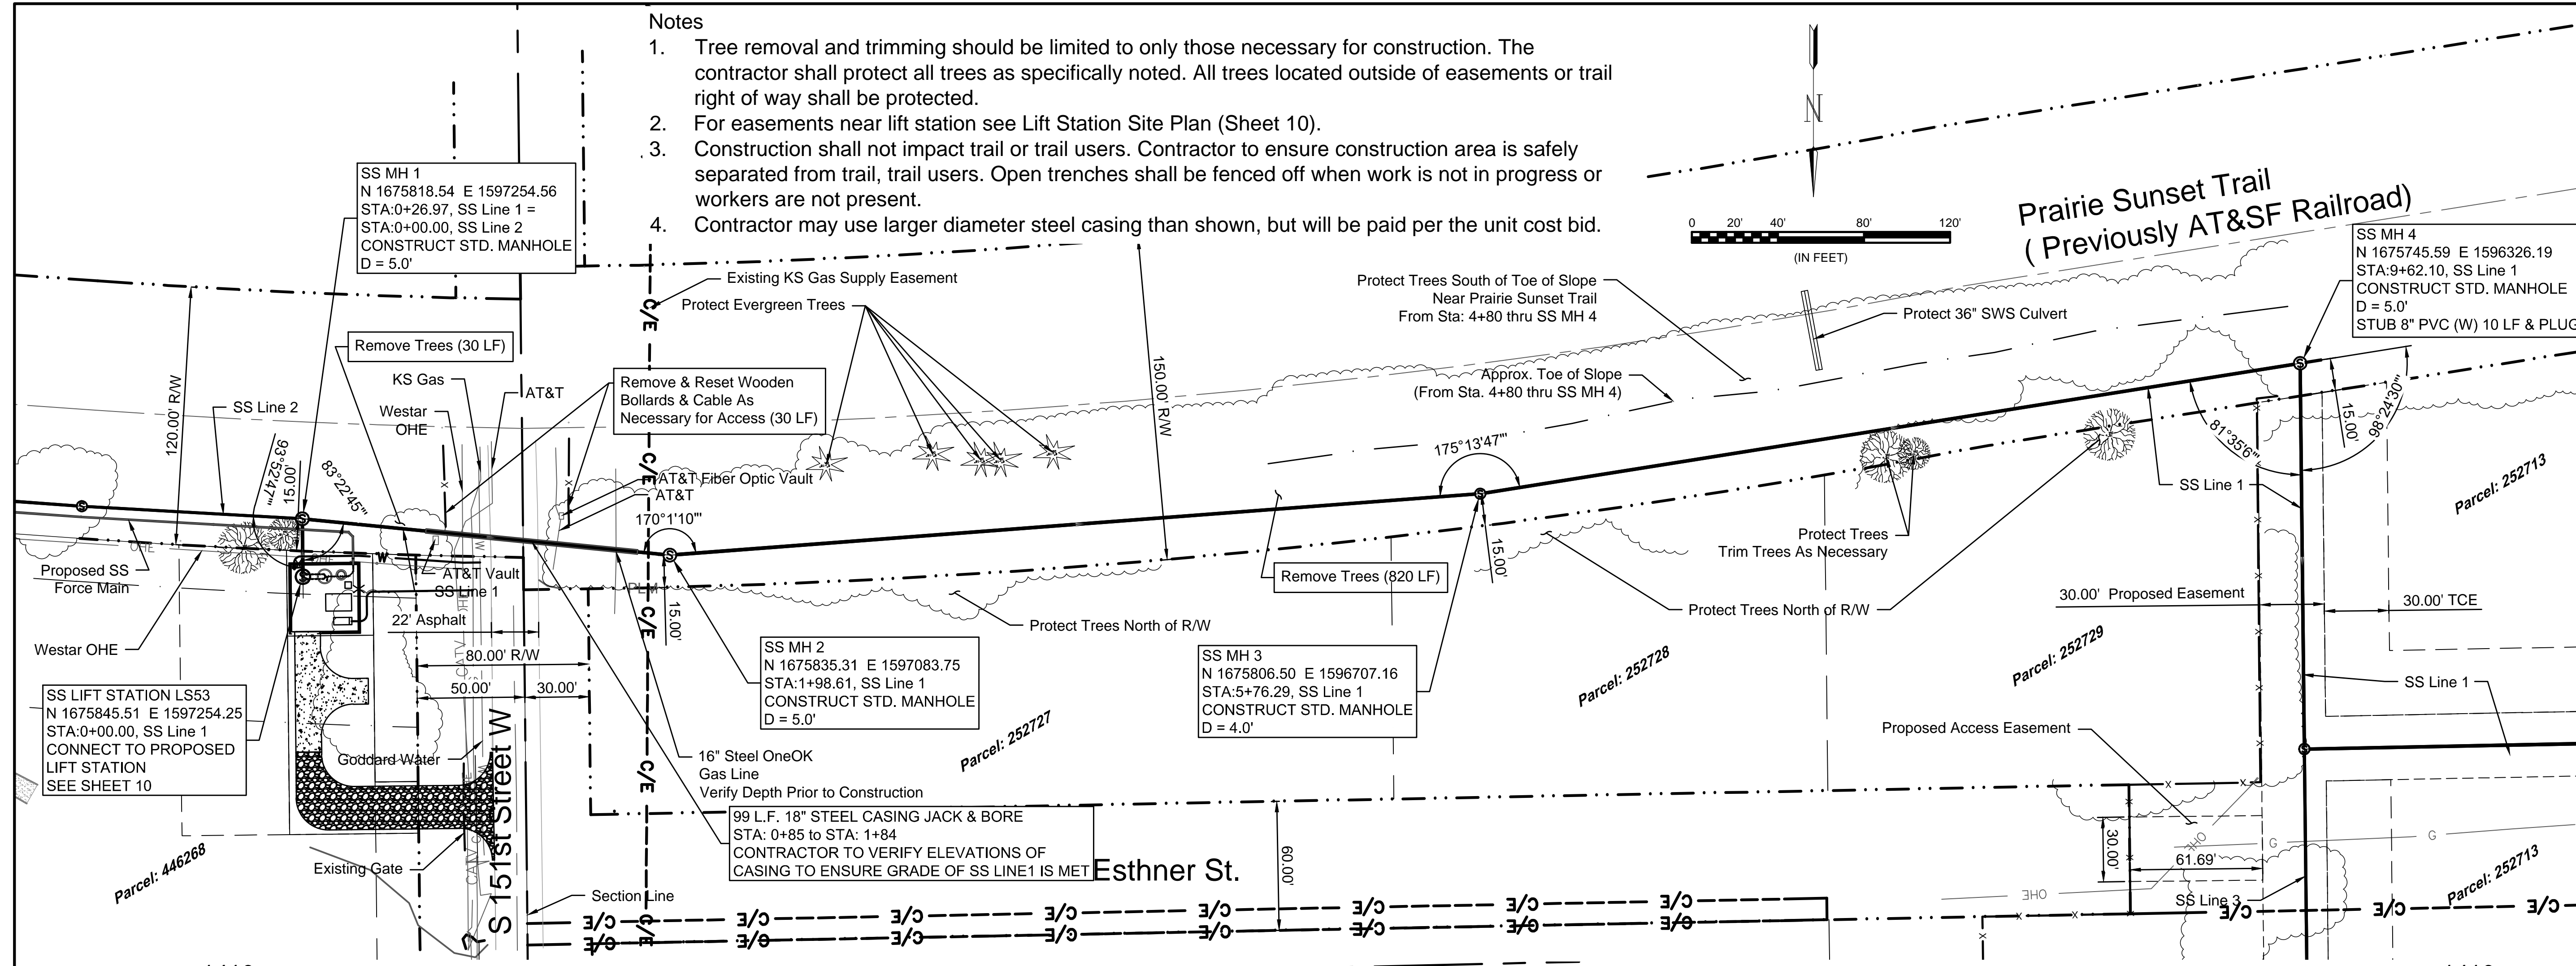 Notes
1. Tree removal and trimming should be limited to only those necessary for construction. The
contractor shall protect all trees as specifically noted. All trees located outside of easements or trail
right of way shall be protected.
2. For easements near lift station see Lift Station Site Plan (Sheet 10).
3. Construction shall not impact trail or trail users. Contractor to ensure construction area is safely
separated from trail, trail users. Open trenches shall be fenced off when work is not in progress or
workers are not present.
4. Contractor may use larger diameter steel casing than shown, but will be paid per the unit cost bid.
N
0 20' 40' 80' 120'
(IN FEET)
Prairie Sunset Trail
( Previously AT&SF Railroad)
SS MH 1
N 1675818.54 E 1597254.56
STA:0+26.97, SS Line 1 =
STA:0+00.00, SS Line 2
CONSTRUCT STD. MANHOLE
D = 5.0'
SS MH 4
N 1675745.59 E 1596326.19
STA:9+62.10, SS Line 1
CONSTRUCT STD. MANHOLE
D = 5.0'
STUB 8" PVC (W) 10 LF & PLUG
Existing KS Gas Supply Easement
Protect Evergreen Trees
Protect Trees South of Toe of Slope
Near Prairie Sunset Trail
From Sta: 4+80 thru SS MH 4
Protect 36" SWS Culvert
Approx. Toe of Slope
(From Sta. 4+80 thru SS MH 4)
120.00' R/W
Remove Trees (30 LF)
KS Gas
AT&T
Westar
OHE
SS Line 2
Remove & Reset Wooden
Bollards & Cable As
Necessary for Access (30 LF)
150.00' R/W
C/E
C/E
C/E
C/E
C/E
C/E
93°52'47"'
15.00'
83°22'45"'
AT&T Fiber Optic Vault
AT&T
170°1'10"'
175°13'47"'
81°35'6"'
98°24'30"'
15.00'
SS Line 1
Parcel: 252713
Proposed SS
Force Main
OHE
W
AT&T Vault
SS Line 1
22' Asphalt
Westar OHE
80.00' R/W
50.00'
30.00'
15.00'
Protect Trees North of R/W
Remove Trees (820 LF)
15.00'
Protect Trees
Trim Trees As Necessary
Protect Trees North of R/W
30.00' Proposed Easement
30.00' TCE
SS LIFT STATION LS53
N 1675845.51 E 1597254.25
STA:0+00.00, SS Line 1
CONNECT TO PROPOSED
LIFT STATION
SEE SHEET 10
SS MH 2
N 1675835.31 E 1597083.75
STA:1+98.61, SS Line 1
CONSTRUCT STD. MANHOLE
D = 5.0'
SS MH 3
N 1675806.50 E 1596707.16
STA:5+76.29, SS Line 1
CONSTRUCT STD. MANHOLE
D = 4.0'
Parcel: 252727
Parcel: 252728
Parcel: 252729
SS Line 1
Proposed Access Easement
Goddard Water
S 151st Street W
CATV
16" Steel OneOK
Gas Line
Verify Depth Prior to Construction
99 L.F. 18" STEEL CASING JACK & BORE
STA: 0+85 to STA: 1+84
CONTRACTOR TO VERIFY ELEVATIONS OF
CASING TO ENSURE GRADE OF SS LINE1 IS MET
Esthner St.
60.00'
30.00'
61.69'
OHE
G
G
OHE
SS Line 3
Parcel: 252713
Parcel: 446268
Existing Gate
Section Line
C/E C/E C/E C/E C/E C/E C/E C/E
C/E C/E C/E C/E C/E C/E C/E C/E
C/E C/E C/E